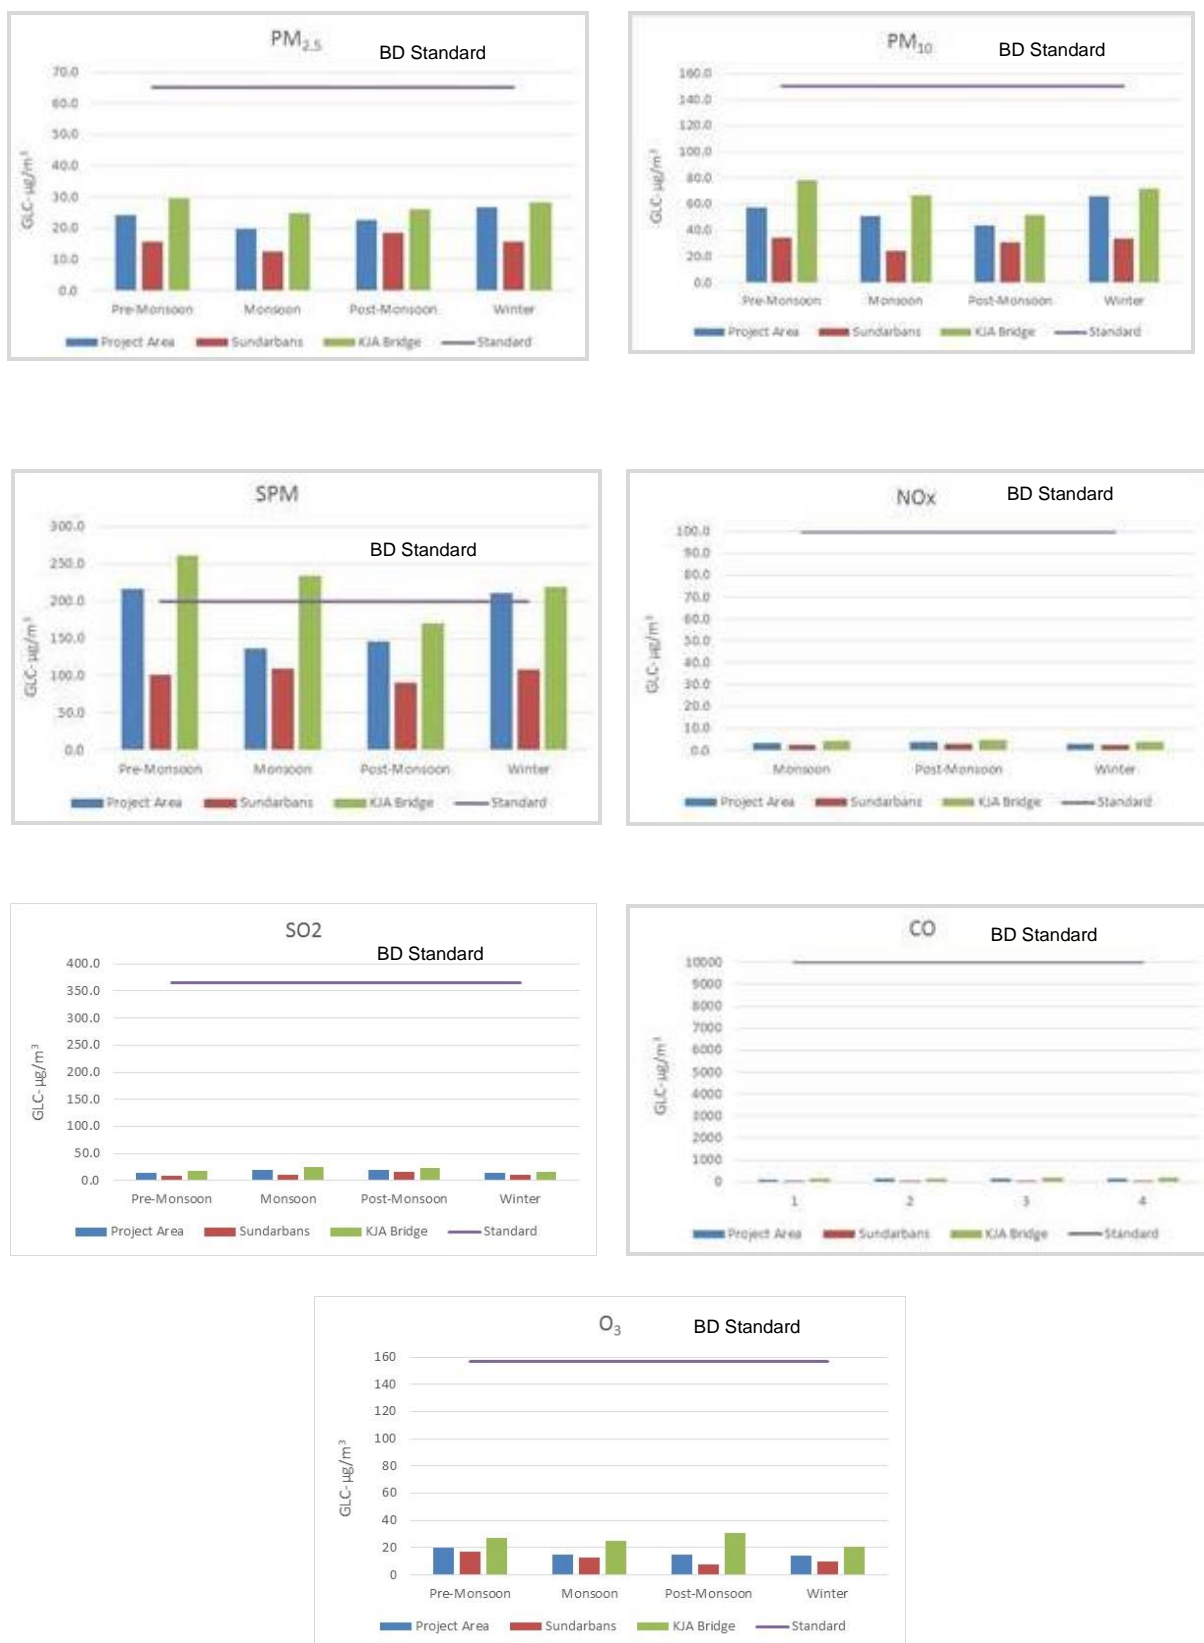 PM2.5
BD Standard
70.0
60.0
50.0
40.0
30.0
20.0
10.0
0.0
GLC- µg/m³
Pre-Monsoon Monsoon Post-Monsoon Winter
Project Area Sundarbans KJA Bridge Standard
PM10
BD Standard
160.0
140.0
120.0
100.0
80.0
60.0
40.0
20.0
0.0
GLC- µg/m³
Pre-Monsoon Monsoon Post-Monsoon Winter
Project Area Sundarbans KJA Bridge Standard
SPM
BD Standard
300.0
250.0
200.0
150.0
100.0
50.0
0.0
GLC- µg/m³
Pre-Monsoon Monsoon Post-Monsoon Winter
Project Area Sundarbans KJA Bridge Standard
NOx
BD Standard
100.0
90.0
80.0
70.0
60.0
50.0
40.0
30.0
20.0
10.0
0.0
GLC- µg/m³
Monsoon Post-Monsoon Winter
Project Area Sundarbans KJA Bridge Standard
SO2
BD Standard
400.0
350.0
300.0
250.0
200.0
150.0
100.0
50.0
0.0
GLC- µg/m³
Pre-Monsoon Monsoon Post-Monsoon Winter
Project Area Sundarbans KJA Bridge Standard
CO
BD Standard
10000
9000
8000
7000
6000
5000
4000
3000
2000
1000
0
GLC- µg/m³
1 2 3 4
Project Area Sundarbans KJA Bridge Standard
O3
BD Standard
160
140
120
100
80
60
40
20
0
GLC- µg/m³
Pre-Monsoon Monsoon Post-Monsoon Winter
Project Area Sundarbans KJA Bridge Standard